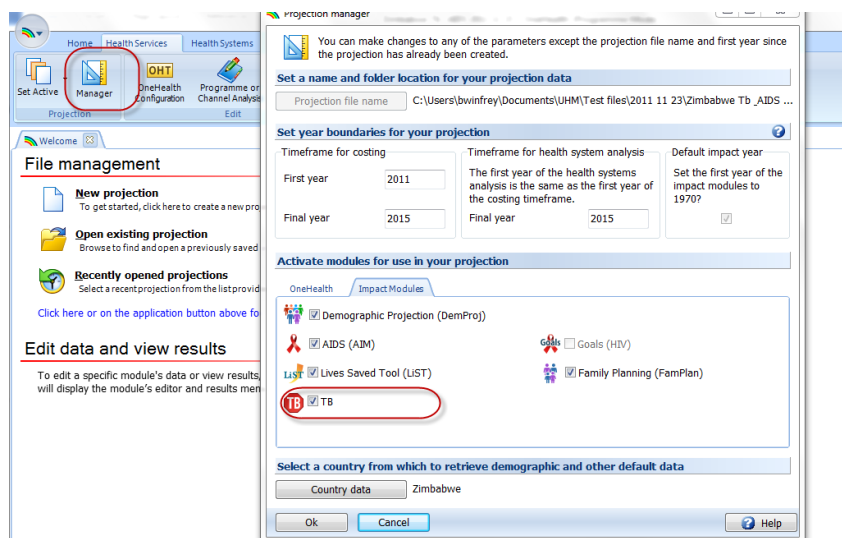 Projection manager
Home Health Services Health Systems
Set Active
Manager
OHT
OneHealth
Configuration
Programme or
Channel Analysis
Projection
Edit
Welcome
File management
New projection
To get started, click here to create a new pro
Open existing projection
Browse to find and open a previously saved
Recently opened projections
Select a recent projection from the list provid
Click here or on the application button above fo
Edit data and view results
To edit a specific module's data or view results,
will display the module's editor and results men
You can make changes to any of the parameters except the projection file name and first year since
the projection has already been created.
Set a name and folder location for your projection data
Projection file name C:\Users\bwinfrey\Documents\UHM\Test files\2011 11 23\Zimbabwe Tb _AIDS ...
Set year boundaries for your projection
Timeframe for costing
First year 2011
Final year 2015
Timeframe for health system analysis
The first year of the health systems
analysis is the same as the first year of
the costing timeframe.
Final year 2015
Default impact year
Set the first year of the
impact modules to
1970?
Activate modules for use in your projection
OneHealth Impact Modules
Demographic Projection (DemProj)
AIDS (AIM)
Goals Goals (HIV)
LiST Lives Saved Tool (LiST)
Family Planning (FamPlan)
TB TB
Select a country from which to retrieve demographic and other default data
Country data Zimbabwe
Ok Cancel Help